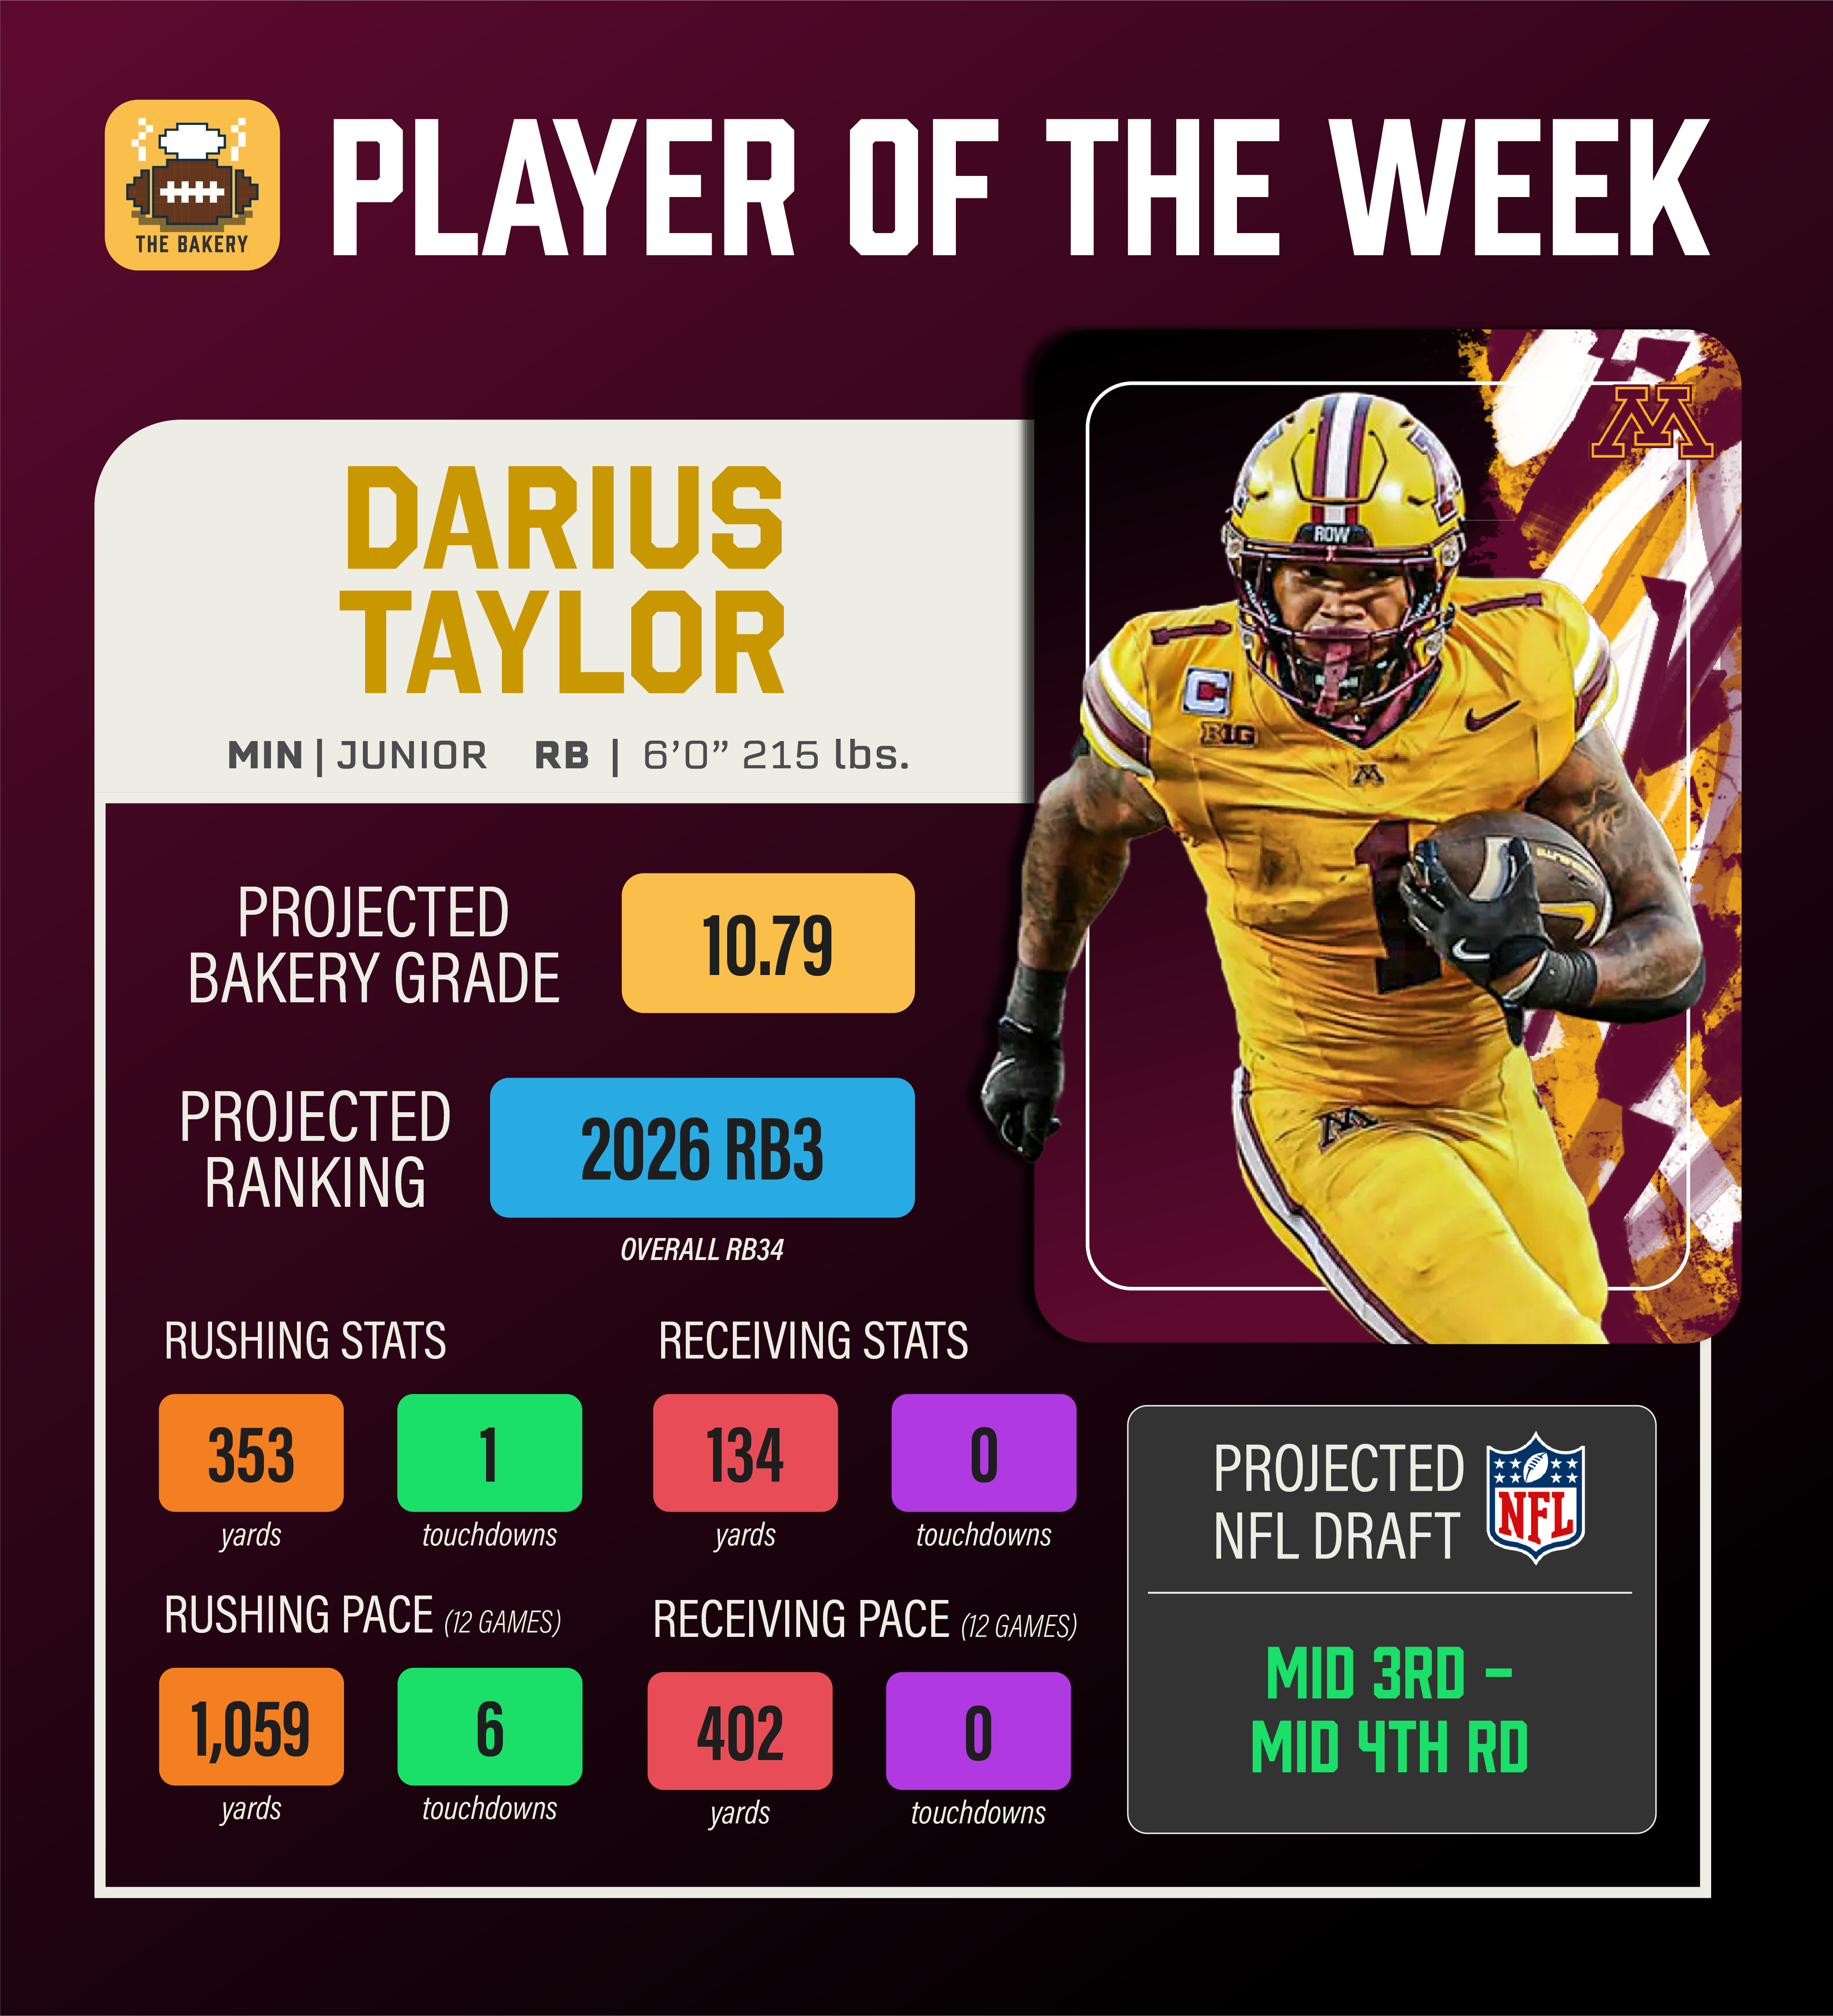 THE BAKERY
PLAYER OF THE WEEK
DARIUS
TAYLOR
MIN | JUNIOR RB | 6’0” 215 lbs.
ROW
C
B1G
1
PROJECTED
BAKERY GRADE
10.79
PROJECTED
RANKING
2026 RB3
OVERALL RB34
RUSHING STATS
353
yards
1
touchdowns
RECEIVING STATS
134
yards
0
touchdowns
RUSHING PACE (12 GAMES)
1,059
yards
6
touchdowns
RECEIVING PACE (12 GAMES)
402
yards
0
touchdowns
PROJECTED
NFL DRAFT
NFL
MID 3RD –
MID 4TH RD